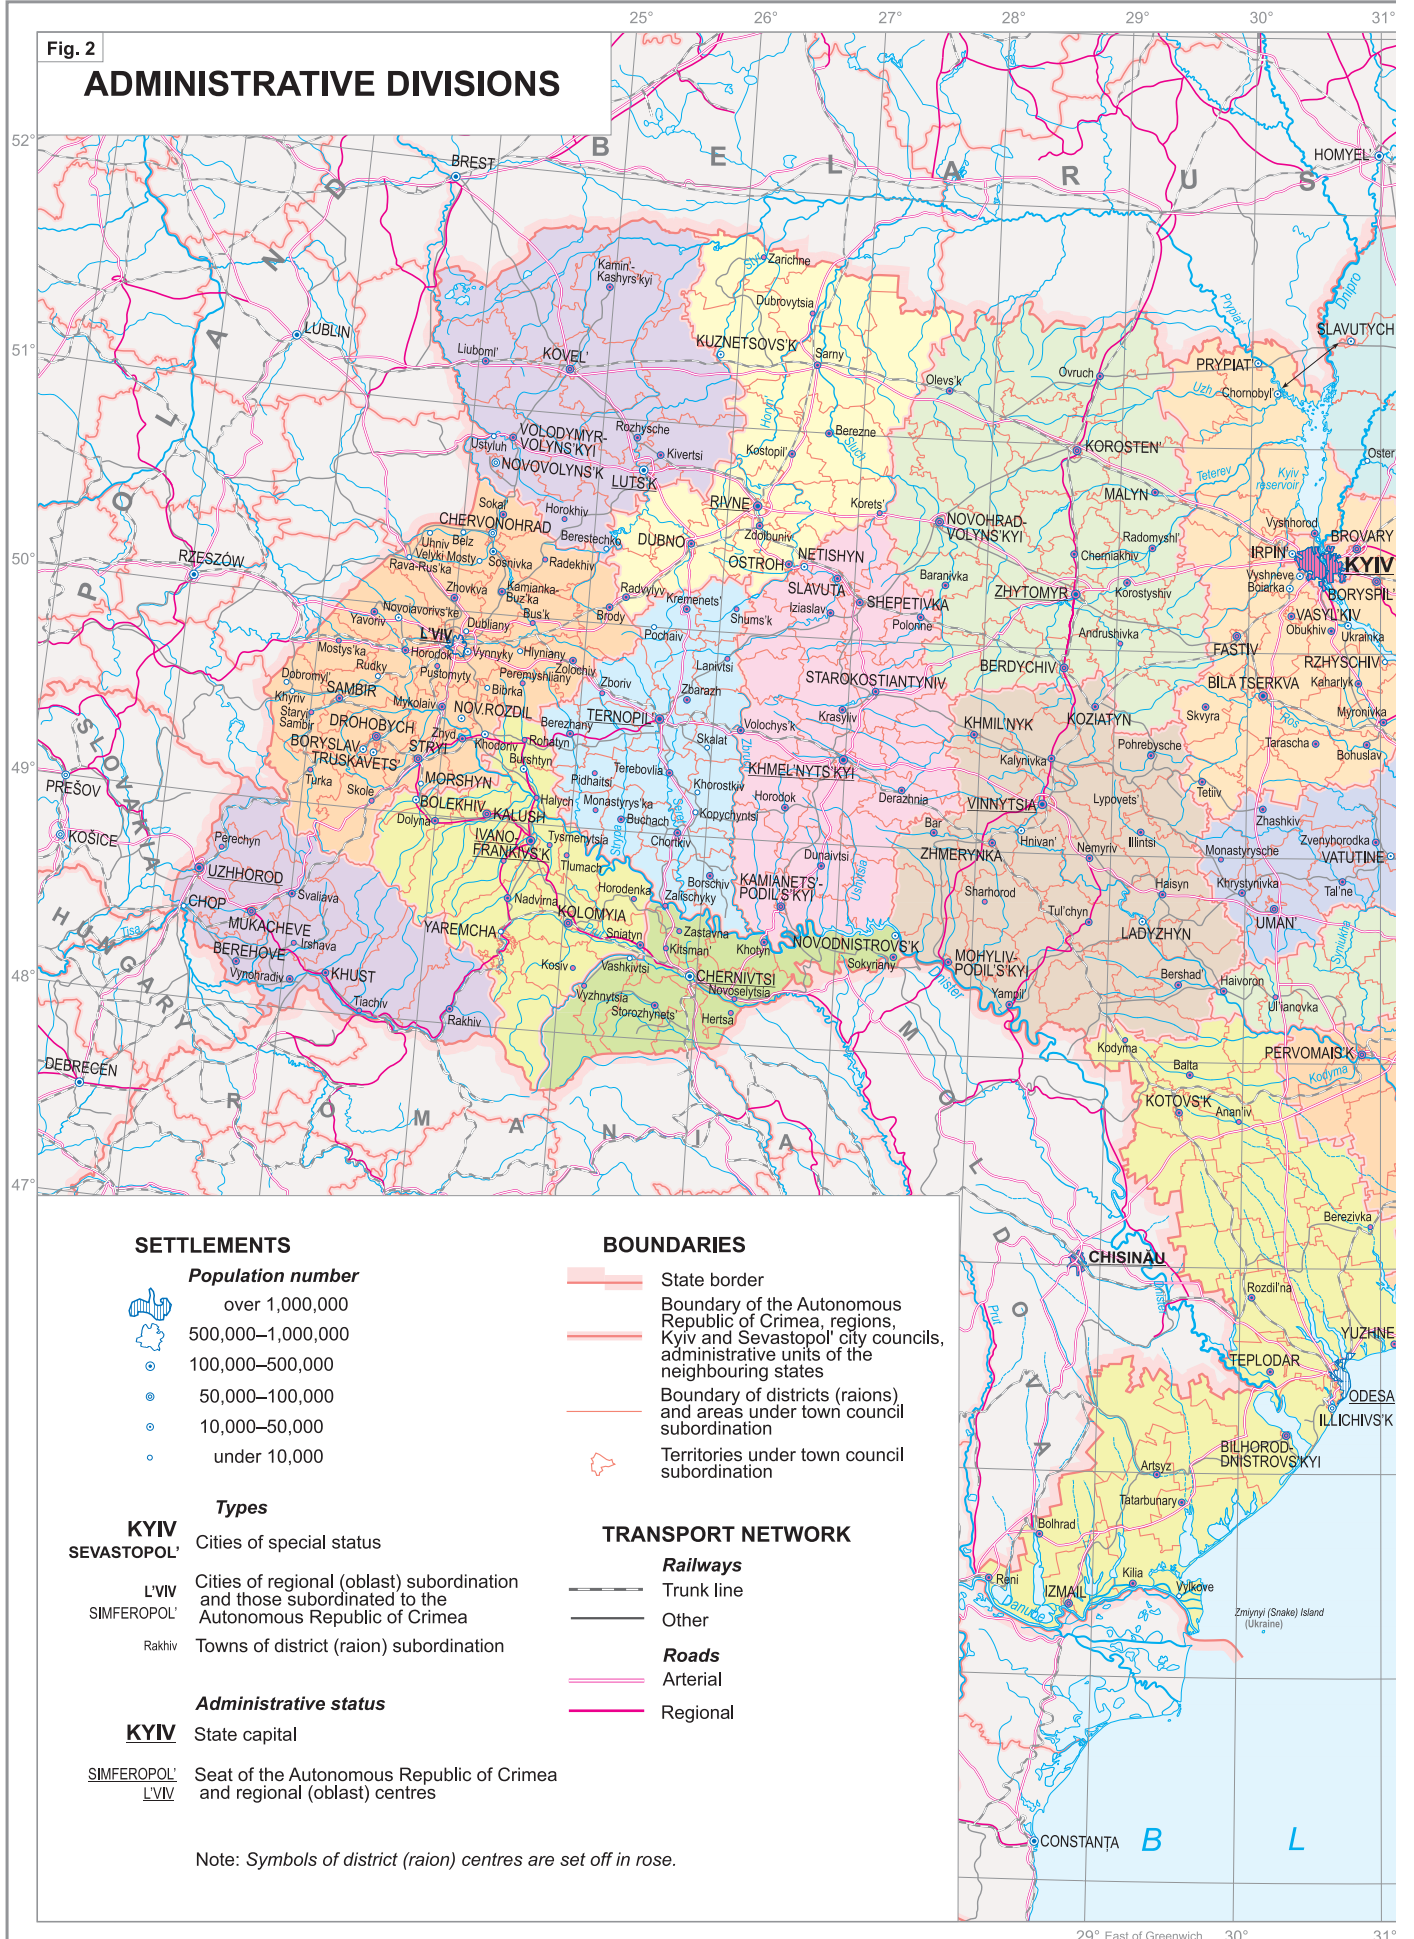 25°
26°
27°
28°
29°
30°
31°
Fig. 2
ADMINISTRATIVE DIVISIONS
52°
51°
50°
49°
48°
47°
BELARUS
POLAND
SLOVAKIA
HUNGARY
ROMANIA
MOLDOVA
BREST
HOMYEL'
LUBLIN
Kamin'-
Kashyrs'kyi
Styr
Zarichne
Dubrovytsia
Prypiat'
Dnipro
SLAVUTYCH
Liuboml'
KOVEL'
KUZNETSOVS'K
Sarny
Olevs'k
Ovruch
PRYPIAT'
Uzh
Chornobyl'
Horyn'
Sluch
Rozhysche
VOLODYMYR-
VOLYNS'KYI
Ustyluh
NOVOVOLYNS'K
Kivertsi
LUTS'K
Berezne
Kostopil'
KOROSTEN'
Teterev
Kyiv
reservoir
Oster
MALYN
Sokal'
CHERVONOHRAD
Horokhiv
Berestechko
RIVNE
Zdolbuniv
Korets'
NOVOHRAD-
VOLYNS'KYI
Radomyshl'
Vyshhorod
BROVARY
IRPIN'
KYIV
Uhniv
Belz
Velyki Mosty
Sosnivka
Rava-Rus'ka
Radekhiv
DUBNO
OSTROH
NETISHYN
SLAVUTA
Cherniakhiv
Vyshneve
Boiarka
BORYSPIL'
RZESZÓW
Zhovkva
Kamianka-
Buz'ka
Radvylyv
Kremenets'
Iziaslav
SHEPETIVKA
Baranivka
ZHYTOMYR
Korostyshiv
VASYL'KIV
Obukhiv
Ukrainka
Novoiavorivs'ke
Yavoriv
Bus'k
Brody
Shums'k
Polonne
Andrushivka
FASTIV
L'VIV
Dubliany
Pochaiv
Mostys'ka
Horodok
Vynnyky
Hlyniany
Zolochiv
Lanivtsi
BERDYCHIV
RZHYSCHIV
Rudky
Pustomyty
Peremyshliany
Zboriv
Zbarazh
STAROKOSTIANTYNIV
BILA TSERKVA
Kaharlyk
Dobromyl'
SAMBIR
Bibrka
Khyriv
Staryi
Sambir
Mykolaiv
NOV.ROZDIL
Berezhany
TERNOPIL'
Krasyliv
KHMIL'NYK
KOZIATYN
Skvyra
Ros'
Myronivka
DROHOBYCH
BORYSLAV
TRUSKAVETS'
STRYI
Zhyd
Khodoriv
Rohatyn
Skalat
Volochys'k
Pohrebysche
Tarascha
Bohuslav
Burshtyn
Zbruch
KHMEL'NYTS'KYI
Kalynivka
Turka
Skole
MORSHYN
Pidhaitsi
Terebovlia
Khorostkiv
Horodok
Derazhnia
VINNYTSIA
Lypovets'
Tetiiv
PREŠOV
BOLEKHIV
KALUSH
Halych
Monastyrys'ka
Kopychyntsi
Dolyna
Seret
Buchach
Chortkiv
Bar
Hnivan'
Illintsi
Zhashkiv
Zvenyhorodka
KOŠICE
Perechyn
IVANO-
FRANKIVS'K
Tysmenytsia
Tlumach
Dunaivtsi
ZHMERYNKA
Nemyriv
Monastyrsche
VATUTINE
UZHHOROD
Svaliava
Nadvirna
Horodenka
Borschiv
Zalischyky
KAMIANETS'-
PODIL'S'KYI
Ushytsia
Sharhorod
Haisyn
Khrystynivka
Tal'ne
CHOP
Tisa
MUKACHEVE
YAREMCHA
KOLOMYIA
Prut
Sniatyn
Zastavna
Kitsman'
Khotyn
NOVODNISTROVS'K
Tul'chyn
LADYZHYN
UMAN'
Syniukha
BEREHOVE
Irshava
Vynohradiv
KHUST
Kosiv
Vashkivtsi
CHERNIVTSI
Sokyriany
Dnister
MOHYLIV-
PODIL'S'KYI
Bershad'
Haivoron
Tiachiv
Rakhiv
Vyzhnytsia
Storozhynets'
Novoselytsia
Hertsa
Yampil'
Ul'ianovka
DEBRECEN
Kodyma
Balta
PERVOMAIS'K
Kodyma
KOTOVS'K
Anan'iv
Berezivka
CHISINĂU
Dnister
Prut
Rozdil'na
YUZHNE
TEPLODAR
ODESA
ILLICHIVS'K
BILHOROD-
DNISTROVS'KYI
Artsyz
Tatarbunary
Bolhrad
Reni
Danube
IZMAIL
Kilia
Vylkove
Zmiynyi (Snake) Island
(Ukraine)
CONSTANȚA
B L
SETTLEMENTS
Population number
over 1,000,000
500,000–1,000,000
100,000–500,000
50,000–100,000
10,000–50,000
under 10,000
Types
KYIV
SEVASTOPOL'
Cities of special status
L'VIV
SIMFEROPOL'
Cities of regional (oblast) subordination
and those subordinated to the
Autonomous Republic of Crimea
Rakhiv
Towns of district (raion) subordination
Administrative status
KYIV
State capital
SIMFEROPOL'
L'VIV
Seat of the Autonomous Republic of Crimea
and regional (oblast) centres
BOUNDARIES
State border
Boundary of the Autonomous
Republic of Crimea, regions,
Kyiv and Sevastopol' city councils,
administrative units of the
neighbouring states
Boundary of districts (raions)
and areas under town council
subordination
Territories under town council
subordination
TRANSPORT NETWORK
Railways
Trunk line
Other
Roads
Arterial
Regional
Note: Symbols of district (raion) centres are set off in rose.
29° East of Greenwich
30°
31°